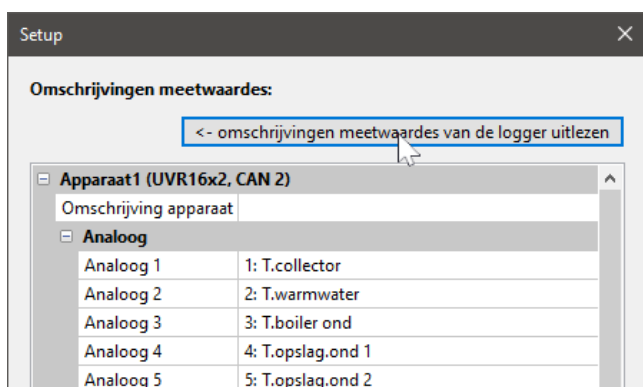 Setup
Omschrijvingen meetwaardes:
<- omschrijvingen meetwaardes van de logger uitlezen
Apparaat1 (UVR16x2, CAN 2)
Omschrijving apparaat
Analoog
Analoog 1 1: T.collector
Analoog 2 2: T.warmwater
Analoog 3 3: T.boiler ond
Analoog 4 4: T.opslag.ond 1
Analoog 5 5: T.opslag.ond 2